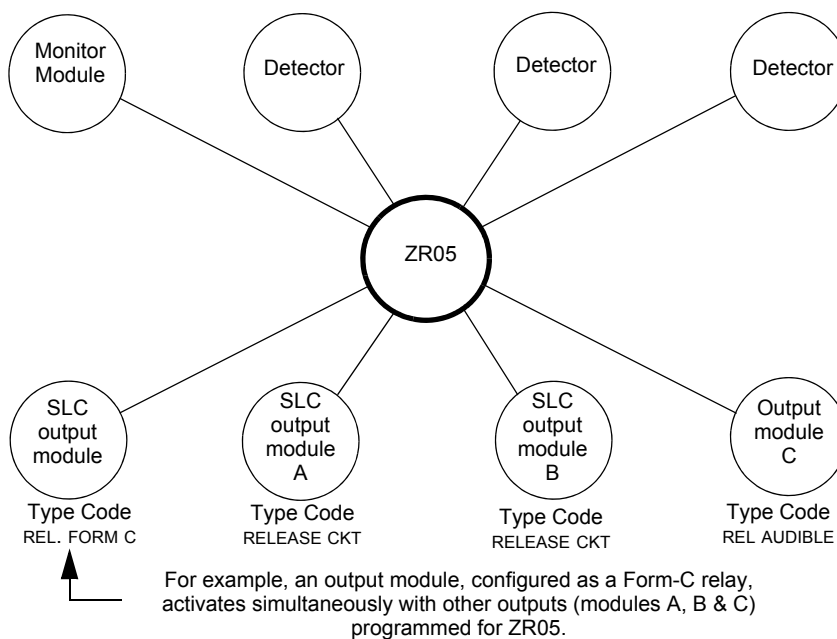 Monitor
Module
Detector
Detector
Detector
ZR05
SLC
output
module
SLC
output
module
A
SLC
output
module
B
Output
module
C
Type Code
REL. FORM C
Type Code
RELEASE CKT
Type Code
RELEASE CKT
Type Code
REL AUDIBLE
For example, an output module, configured as a Form-C relay,
activates simultaneously with other outputs (modules A, B & C)
programmed for ZR05.